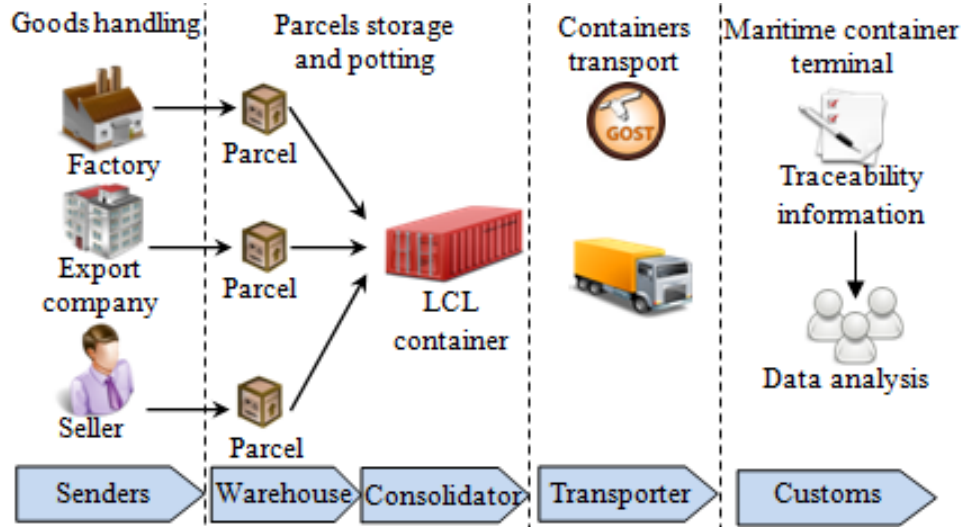 Goods handling
Parcels storage
and potting
Containers
transport
Maritime container
terminal
Factory
Parcel
GOST
Traceability
information
Export
company
Parcel
LCL
container
Seller
Parcel
Data analysis
Senders
Warehouse
Consolidator
Transporter
Customs